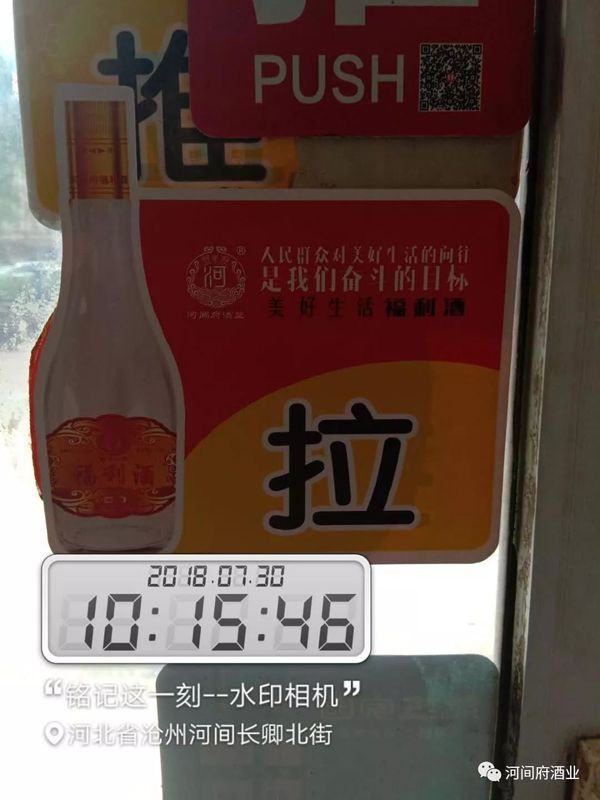 PUSH
推
河
®
河间府酒业
人民群众对美好生活的向往
是我们奋斗的目标
美好生活福利酒
福利酒
拉
2018.07.30
10:15:46
“铭记这一刻--水印相机”
河北省沧州河间长卿北街
河间府酒业